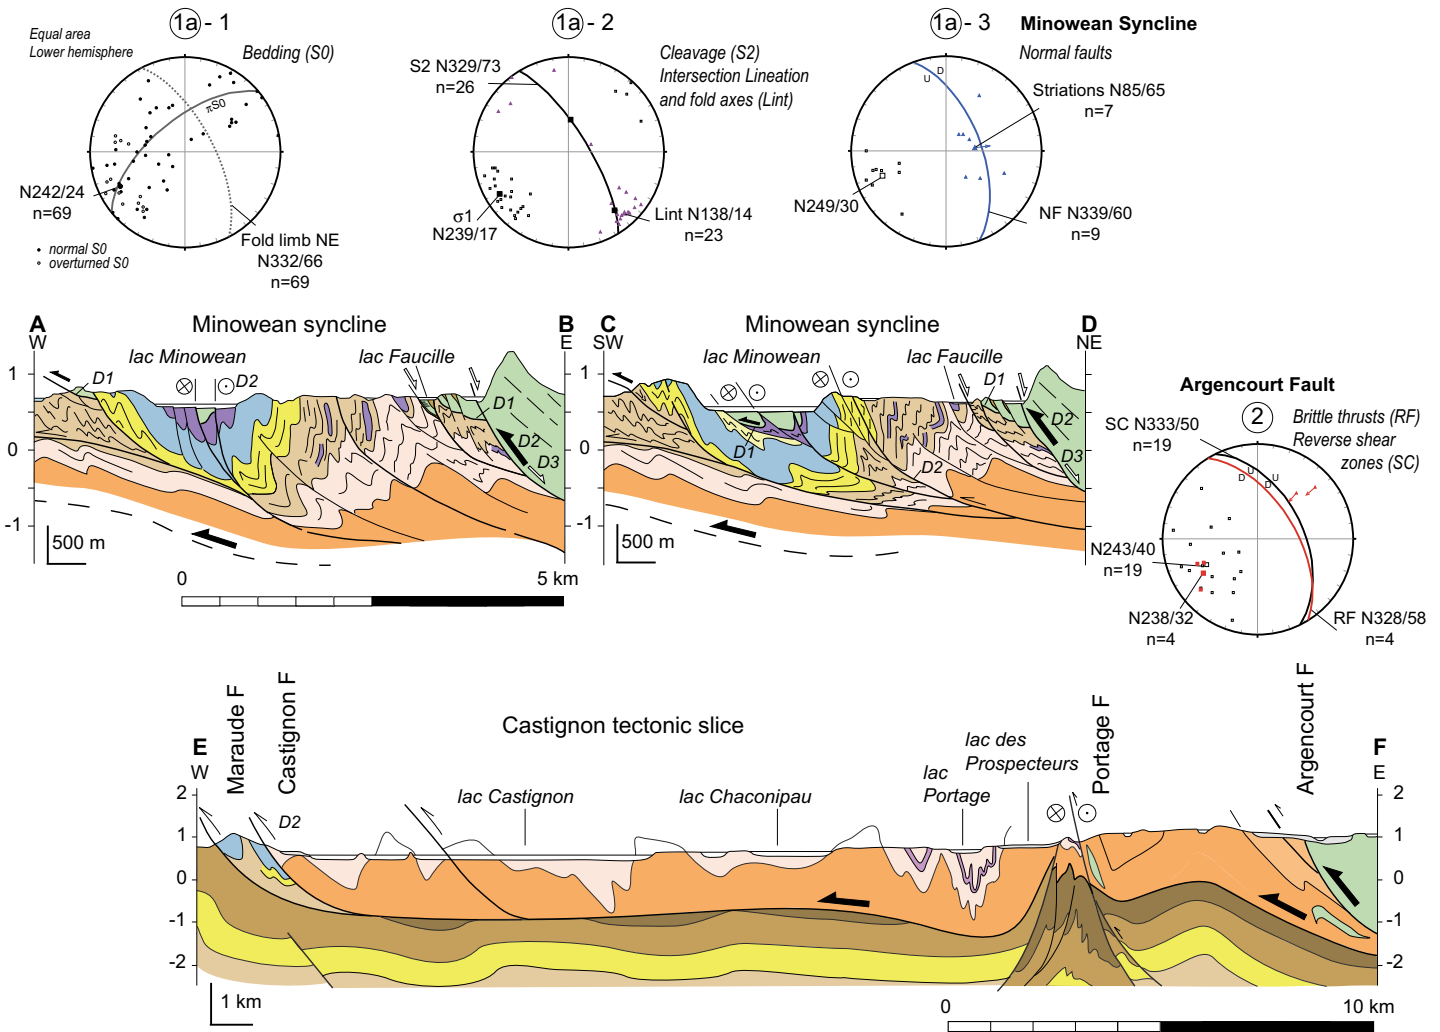 1a - 1
Equal area
Lower hemisphere
Bedding (S0)
πS0
N242/24
n=69
Fold limb NE
N332/66
n=69
normal S0
overturned S0
1a - 2
Cleavage (S2)
Intersection Lineation
and fold axes (Lint)
S2 N329/73
n=26
σ1
N239/17
Lint N138/14
n=23
1a - 3
Minowean Syncline
Normal faults
U D
Striations N85/65
n=7
N249/30
NF N339/60
n=9
A
W
Minowean syncline
B
E
lac Minowean
lac Faucille
D1
D2
D1
D2
D3
1
0
-1
500 m
0
5 km
C
SW
Minowean syncline
D
NE
lac Minowean
lac Faucille
D1
D1
D2
D2
D3
1
0
-1
500 m
Argencourt Fault
2
Brittle thrusts (RF)
Reverse shear
zones (SC)
SC N333/50
n=19
U
D
U
D
N243/40
n=19
N238/32
n=4
RF N328/58
n=4
E
W
Maraude F
Castignon F
Castignon tectonic slice
Portage F
Argencourt F
F
E
D2
lac Castignon
lac Chaconipau
lac
Portage
lac des
Prospecteurs
2
1
0
-1
-2
2
1
0
-1
-2
1 km
0
10 km